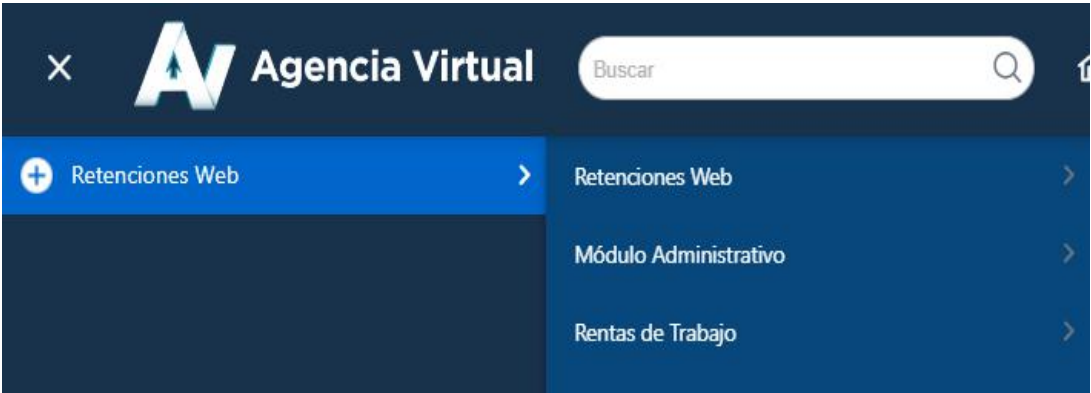 Agencia Virtual
Buscar
Retenciones Web
Retenciones Web
Módulo Administrativo
Rentas de Trabajo